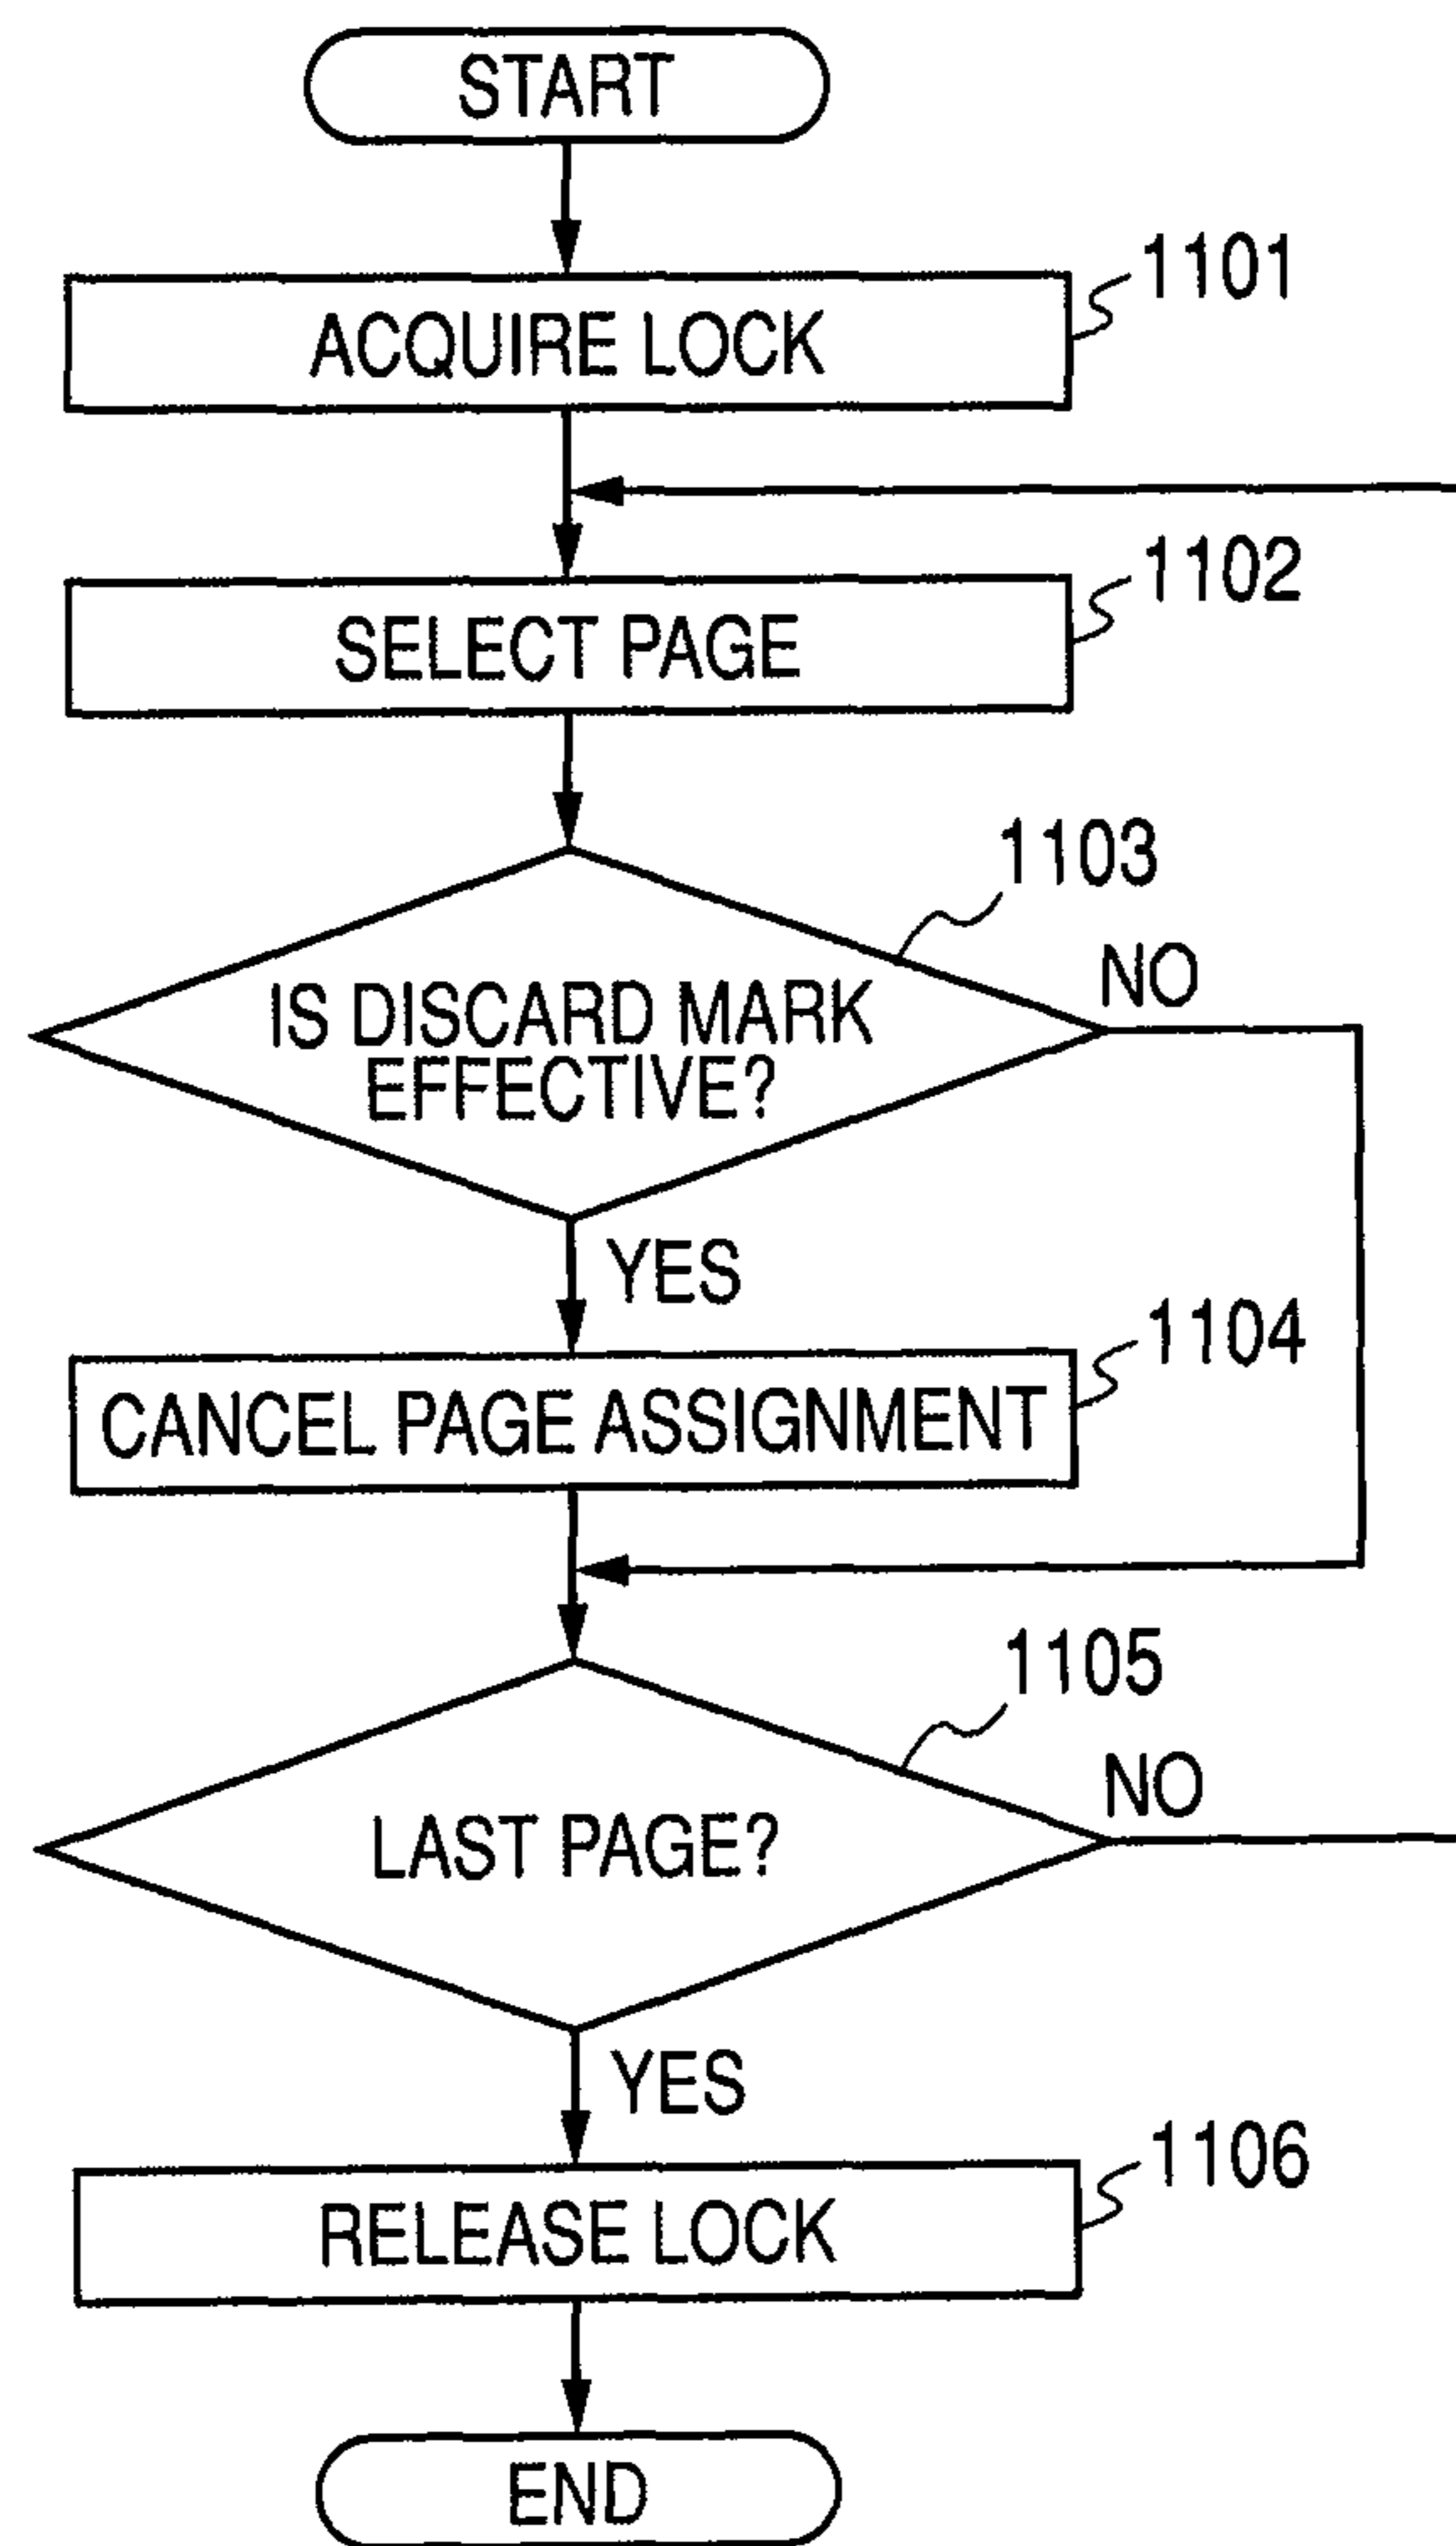 START
1101
ACQUIRE LOCK
1102
SELECT PAGE
1103
NO
IS DISCARD MARK
EFFECTIVE?
YES
1104
CANCEL PAGE ASSIGNMENT
1105
NO
LAST PAGE?
YES
1106
RELEASE LOCK
END